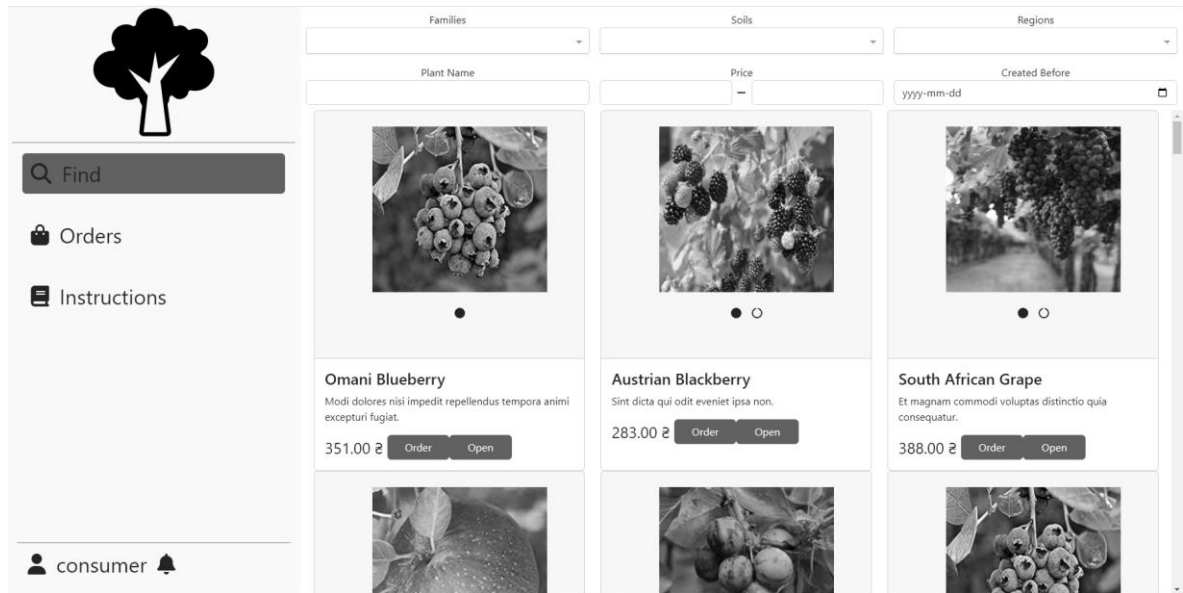 Find
Orders
Instructions
consumer
Families
Soils
Regions
Plant Name
Price
Created Before
–
yyyy-mm-dd
Omani Blueberry
Modi dolores nisi impedit repellendus tempora animi
excepturi fugiat.
351.00 ₴
Order
Open
Austrian Blackberry
Sint dicta qui odit eveniet ipsa non.
283.00 ₴
Order
Open
South African Grape
Et magnam commodi voluptas distinctio quia
consequatur.
388.00 ₴
Order
Open